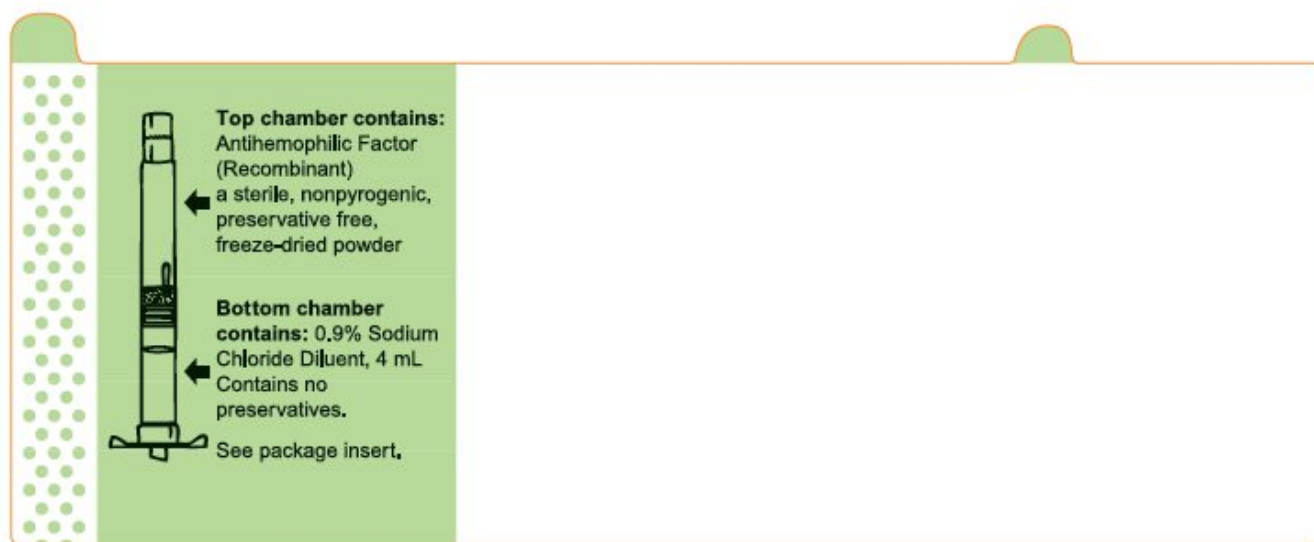 Top chamber contains:
Antihemophilic Factor
(Recombinant)
a sterile, nonpyrogenic,
preservative free,
freeze-dried powder
Bottom chamber
contains: 0.9% Sodium
Chloride Diluent, 4 mL
Contains no
preservatives.
See package insert.